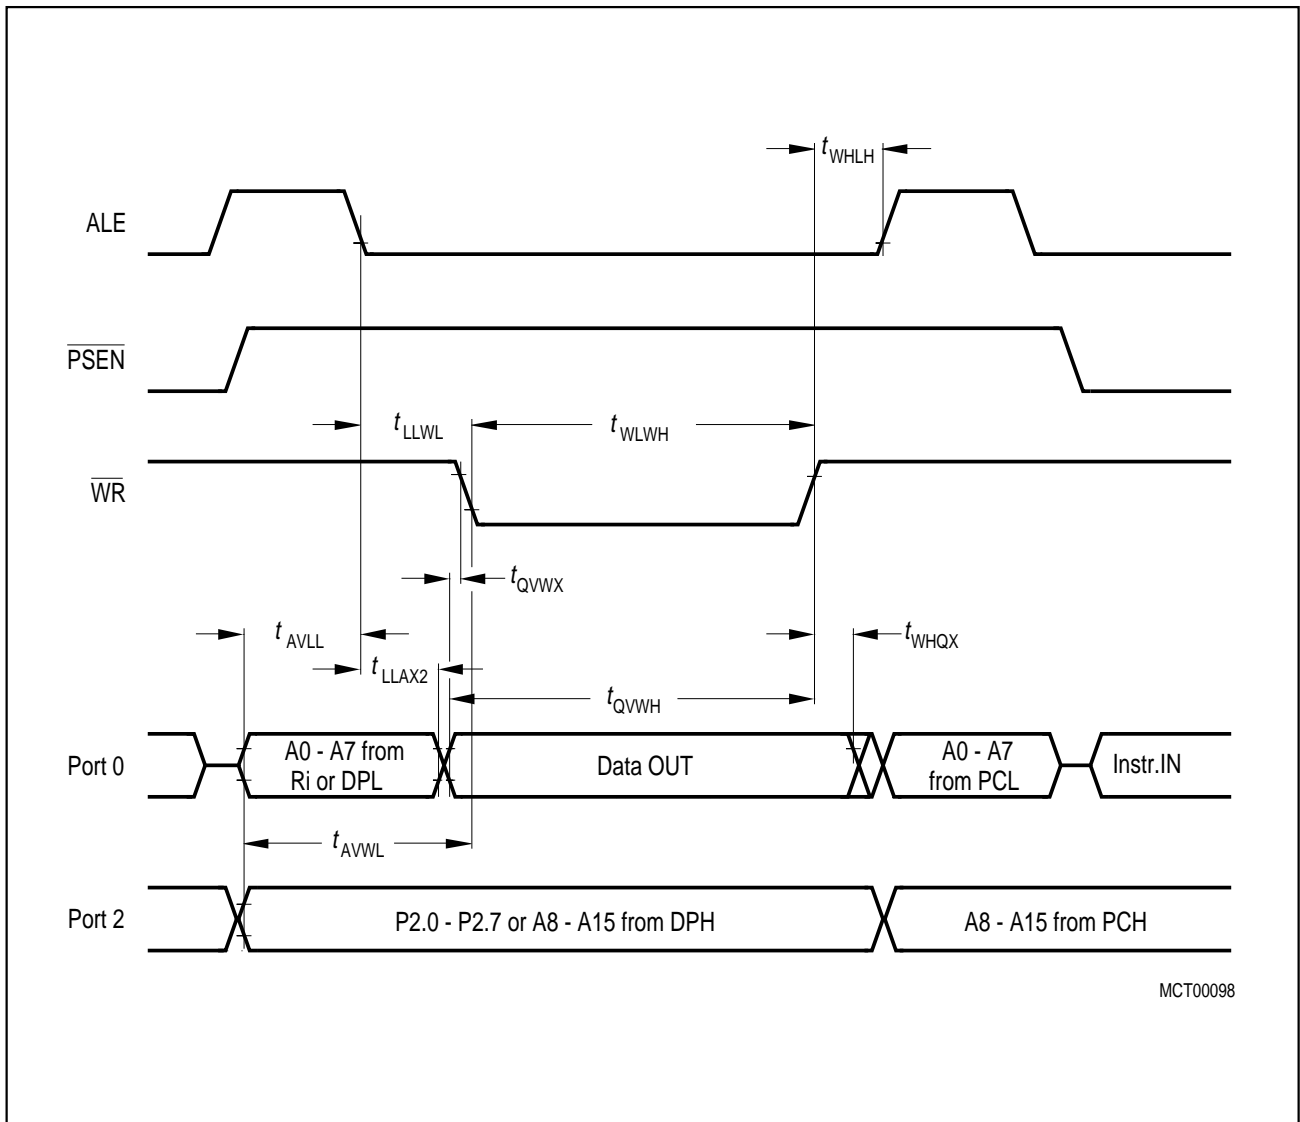 tWHLH
ALE
PSEN
tLLWL
tWLWH
WR
tQVWX
tAVLL
tWHQX
tLLAX2
tQVWH
Port 0
A0 - A7 from
Ri or DPL
Data OUT
A0 - A7
from PCL
Instr.IN
tAVWL
Port 2
P2.0 - P2.7 or A8 - A15 from DPH
A8 - A15 from PCH
MCT00098